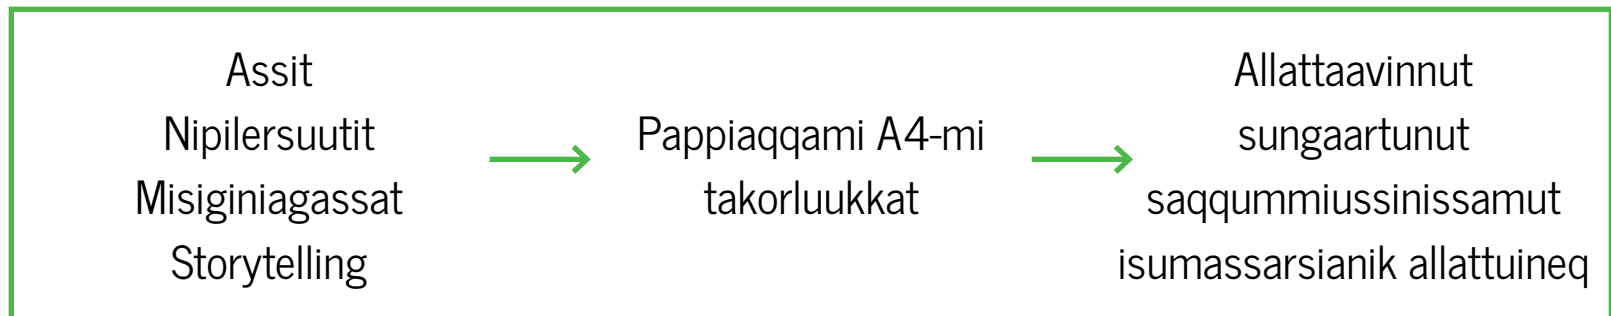 Assit
Nipilersuutit
Misiginiagassat
Storytelling
Pappiaqqami A4-mi
takorluukkat
Allattaavinnut
sungaartunut
saqqummiussinissamut
isumassarsianik allattuineq